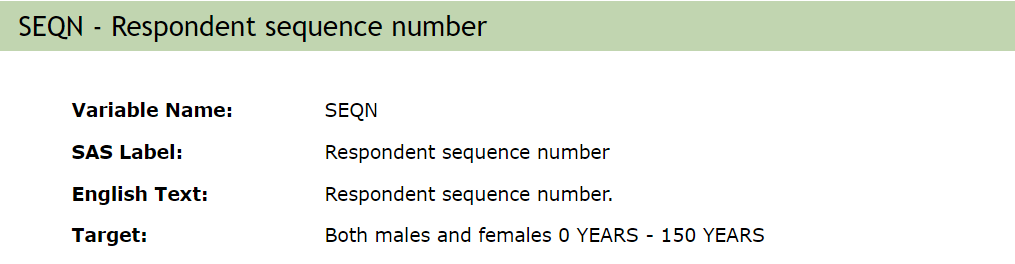 SEQN - Respondent sequence number
Variable Name: SEQN
SAS Label: Respondent sequence number
English Text: Respondent sequence number.
Target: Both males and females 0 YEARS - 150 YEARS